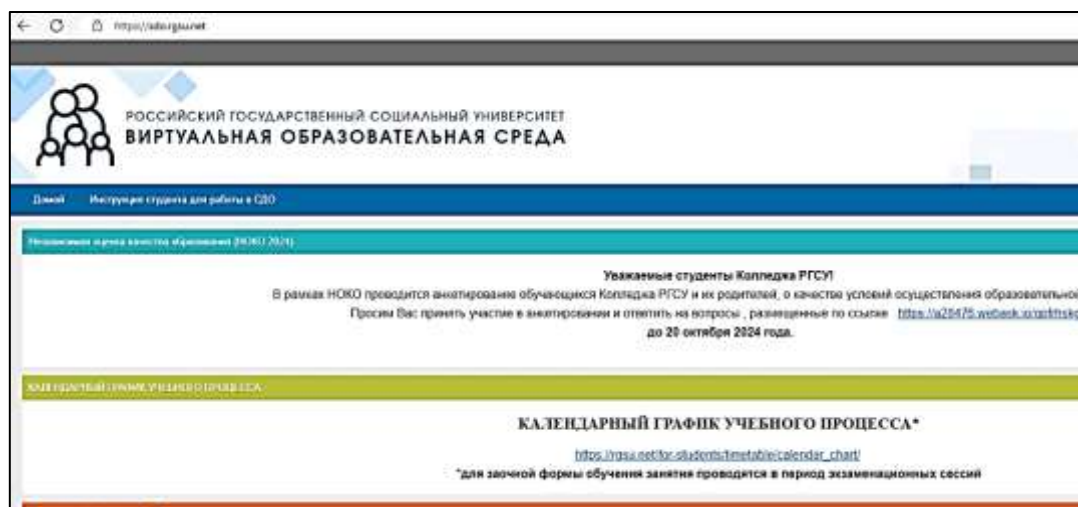 РОССИЙСКИЙ ГОСУДАРСТВЕННЫЙ СОЦИАЛЬНЫЙ УНИВЕРСИТЕТ
ВИРТУАЛЬНАЯ ОБРАЗОВАТЕЛЬНАЯ СРЕДА
Домой Инструкция студента для работы в СДО
Независимая оценка качества образования (НОКО 2024)
Уважаемые студенты Колледжа РГСУ!
В рамках НОКО проводится анкетирование обучающихся Колледжа РГСУ и их родителей, о качестве условий осуществления образовательной
Просим Вас принять участие в анкетировании и ответить на вопросы , размещенные по ссылке
до 20 октября 2024 года.
КАЛЕНДАРНЫЙ ГРАФИК УЧЕБНОГО ПРОЦЕССА
КАЛЕНДАРНЫЙ ГРАФИК УЧЕБНОГО ПРОЦЕССА*
https://rgsu.net/for-students/timetable/calendar_chart/
*для заочной формы обучения занятия проводятся в период экзаменационных сессий